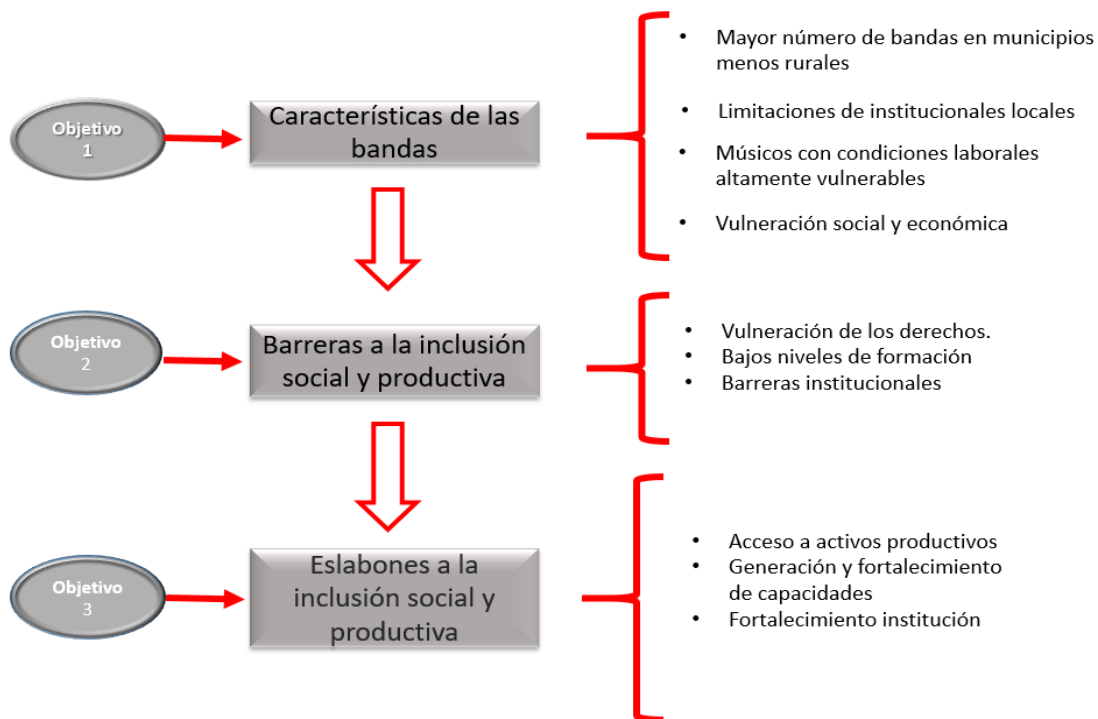 Objetivo
1
Característícas de las
bandas
• Mayor número de bandas en municipios
menos rurales
• Limitaciones de institucionales locales
• Músicos con condiciones laborales
altamente vulnerables
• Vulneración social y económica
Objetivo
2
Barreras a la inclusión
social y productiva
• Vulneración de los derechos.
• Bajos niveles de formación
• Barreras institucionales
Objetivo
3
Eslabones a la
inclusión social y
productiva
• Acceso a activos productivos
• Generación y fortalecimiento
de capacidades
• Fortalecimiento institución